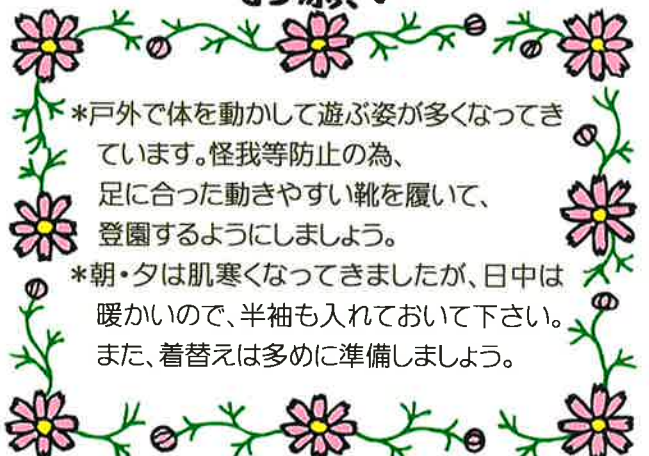 *戸外で体を動かして遊ぶ姿が多くなってき
ています。怪我等防止の為、
足に合った動きやすい靴を履いて、
登園するようにしましょう。
*朝・夕は肌寒くなってきましたが、日中は
暖かいので、半袖も入れておいて下さい。
また、着替えは多めに準備しましょう。